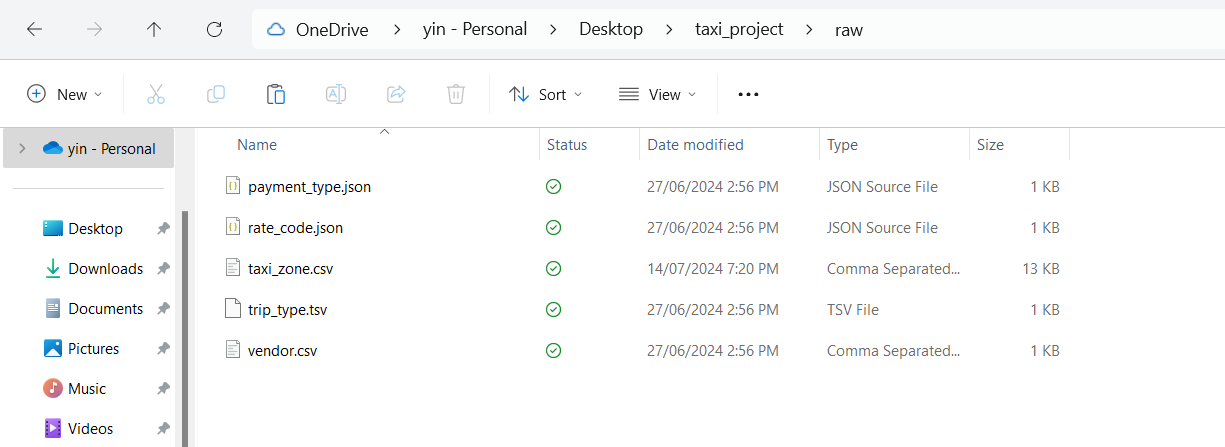 OneDrive > yin - Personal > Desktop > taxi_project > raw
New Sort View
yin - Personal
Name Status Date modified Type Size
payment_type.json 27/06/2024 2:56 PM JSON Source File 1 KB
rate_code.json 27/06/2024 2:56 PM JSON Source File 1 KB
taxi_zone.csv 14/07/2024 7:20 PM Comma Separated... 13 KB
trip_type.tsv 27/06/2024 2:56 PM TSV File 1 KB
vendor.csv 27/06/2024 2:56 PM Comma Separated... 1 KB
Desktop
Downloads
Documents
Pictures
Music
Videos